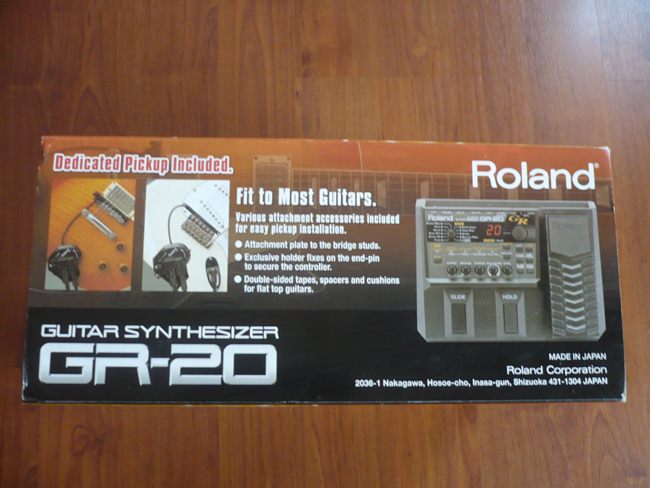 Dedicated Pickup Included.
Roland®
Fit to Most Guitars.
Various attachment accessories included
for easy pickup installation.
● Attachment plate to the bridge studs.
● Exclusive holder fixes on the end-pin
to secure the controller.
● Double-sided tapes, spacers and cushions
for flat top guitars.
Roland
GR-20
GR
20
ROLAND
GLIDE
HOLD
GUITAR SYNTHESIZER
GR-20
MADE IN JAPAN
Roland Corporation
2036-1 Nakagawa, Hosoe-cho, Inasa-gun, Shizuoka 431-1304 JAPAN